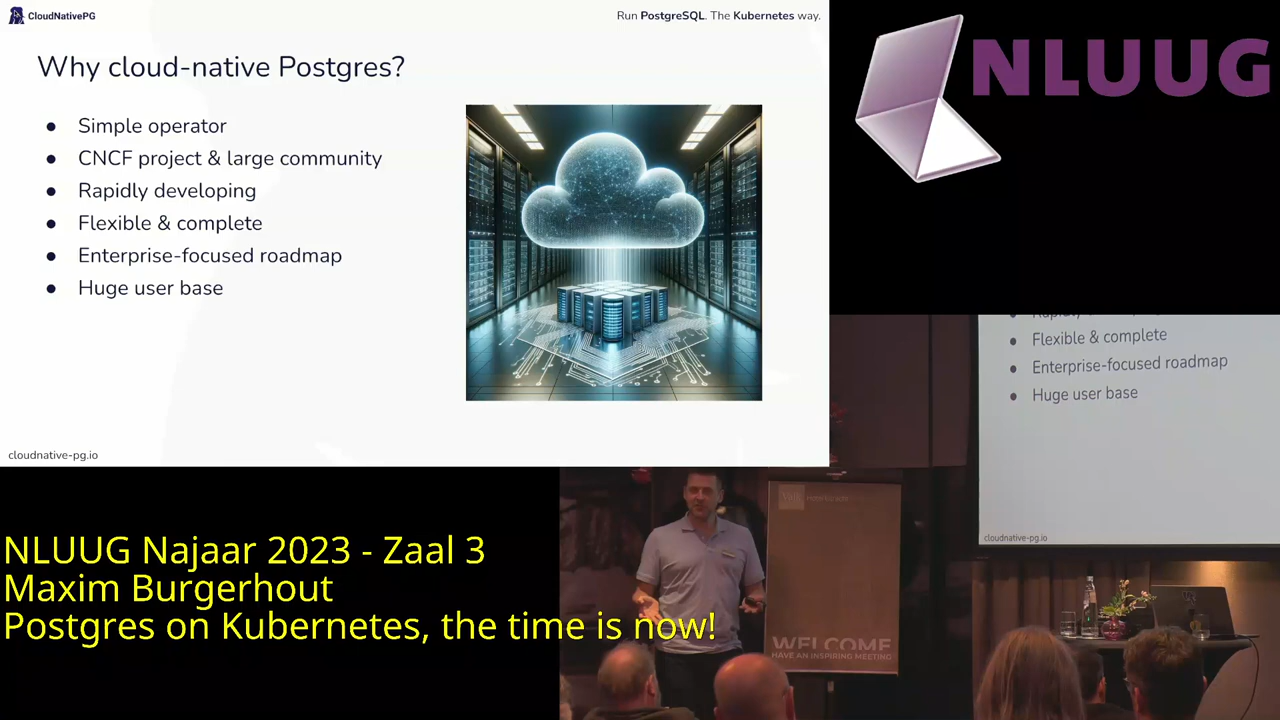 CloudNativePG
Run PostgreSQL. The Kubernetes way.
Why cloud-native Postgres?
● Simple operator
● CNCF project & large community
● Rapidly developing
● Flexible & complete
● Enterprise-focused roadmap
● Huge user base
cloudnative-pg.io
NLUUG
● Flexible & complete
● Enterprise-focused roadmap
● Huge user base
cloudnative-pg.io
WELCOME
HAVE AN INSPIRING MEETING
NLUUG Najaar 2023 - Zaal 3
Maxim Burgerhout
Postgres on Kubernetes, the time is now!